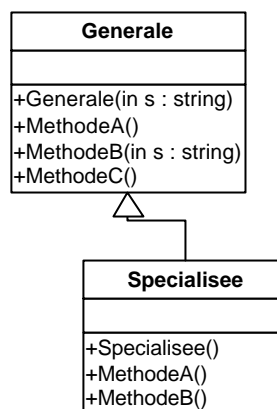 Generale
+Generale(in s : string)
+MethodeA()
+MethodeB(in s : string)
+MethodeC()
Specialisee
+Specialisee()
+MethodeA()
+MethodeB()